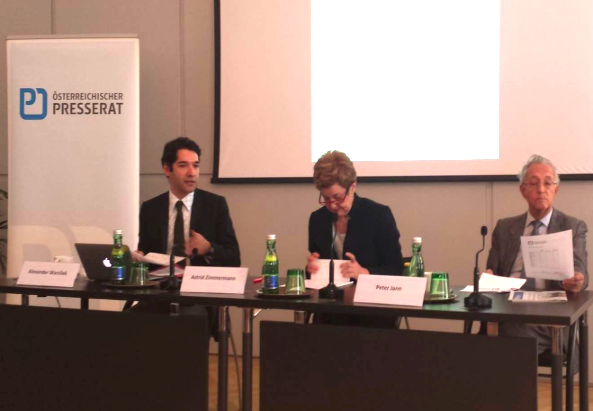 ÖSTERREICHISCHER
PRESSERAT
Alexander Warzilek
Astrid Zimmermann
Peter Jann